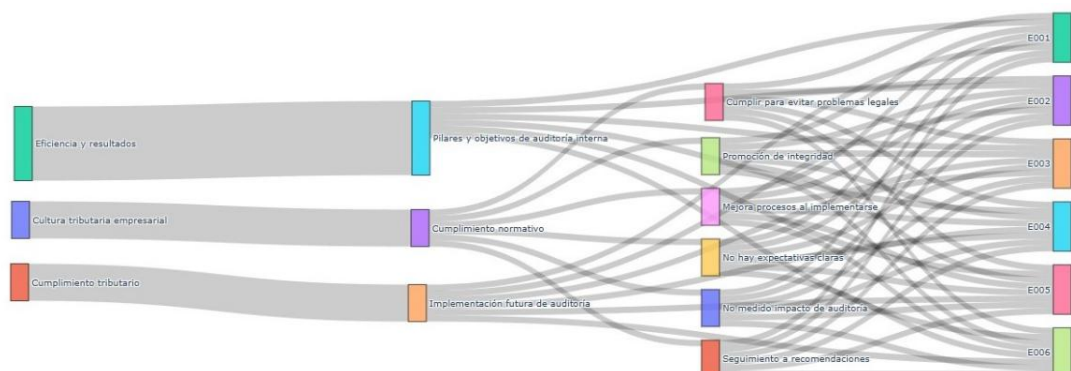 Eficiencia y resultados
Cultura tributaria empresarial
Cumplimiento tributario
Pilares y objetivos de auditoría interna
Cumplimiento normativo
Implementación futura de auditoría
Cumplir para evitar problemas legales
Promoción de integridad
Mejora procesos al implementarse
No hay expectativas claras
No medido impacto de auditoría
Seguimiento a recomendaciones
E001
E002
E003
E004
E005
E006